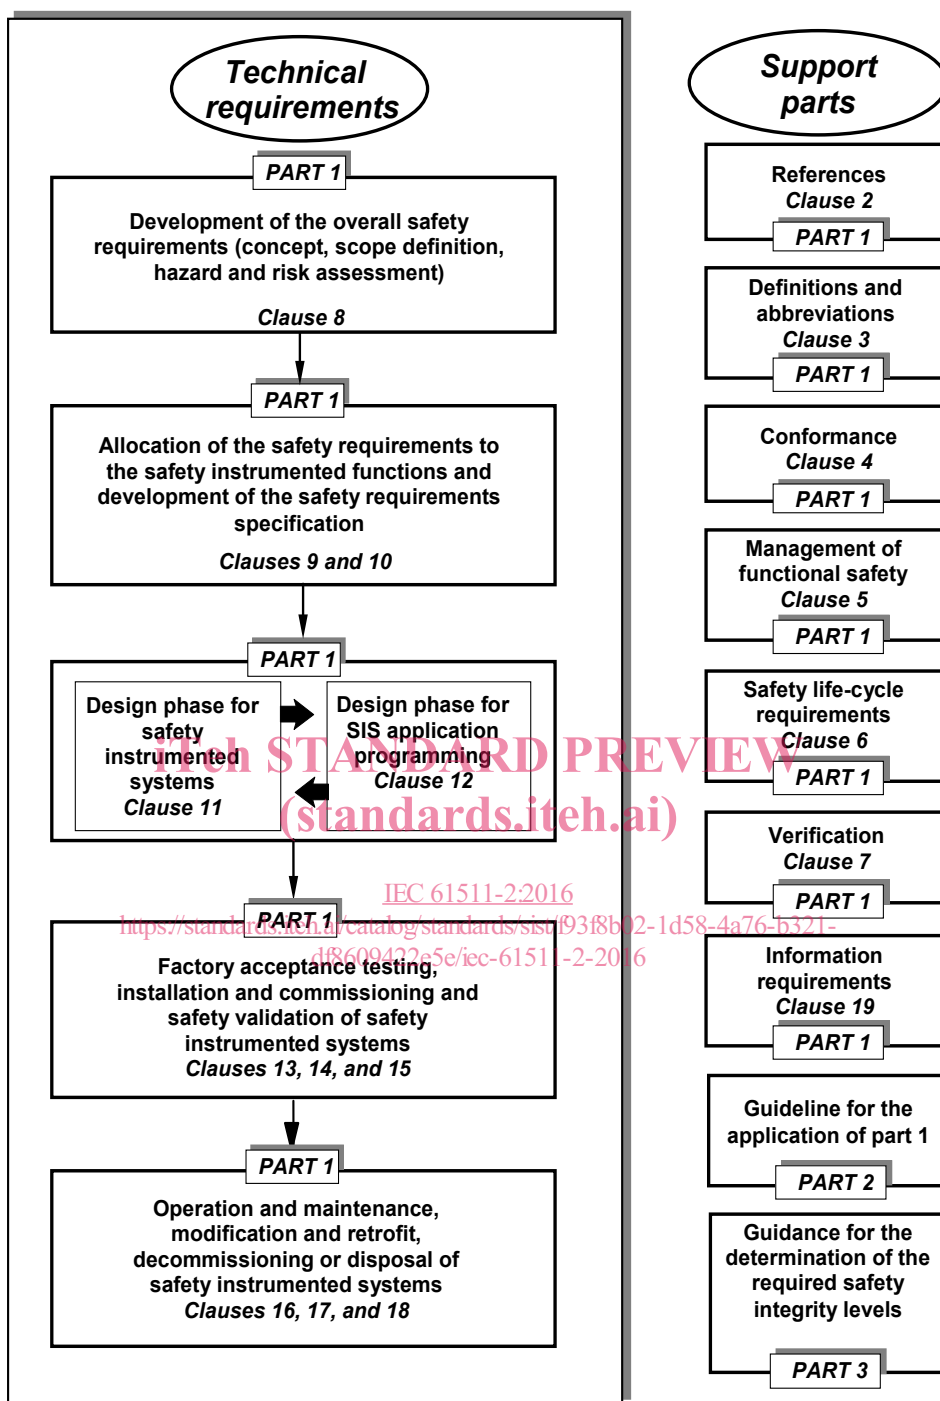 Technical
requirements
PART 1
Development of the overall safety
requirements (concept, scope definition,
hazard and risk assessment)
Clause 8
PART 1
Allocation of the safety requirements to
the safety instrumented functions and
development of the safety requirements
specification
Clauses 9 and 10
PART 1
Design phase for
safety
instrumented
systems
Clause 11
Design phase for
SIS application
programming
Clause 12
PART 1
Factory acceptance testing,
installation and commissioning and
safety validation of safety
instrumented systems
Clauses 13, 14, and 15
PART 1
Operation and maintenance,
modification and retrofit,
decommissioning or disposal of
safety instrumented systems
Clauses 16, 17, and 18
Support
parts
References
Clause 2
PART 1
Definitions and
abbreviations
Clause 3
PART 1
Conformance
Clause 4
PART 1
Management of
functional safety
Clause 5
PART 1
Safety life-cycle
requirements
Clause 6
PART 1
Verification
Clause 7
PART 1
Information
requirements
Clause 19
PART 1
Guideline for the
application of part 1
PART 2
Guidance for the
determination of the
required safety
integrity levels
PART 3
iTeh STANDARD PREVIEW
(standards.iteh.ai)
IEC 61511-2:2016
https://standards.iteh.ai/catalog/standards/sist/f93f8b02-1d58-4a76-b321-
df8609422e5e/iec-61511-2-2016